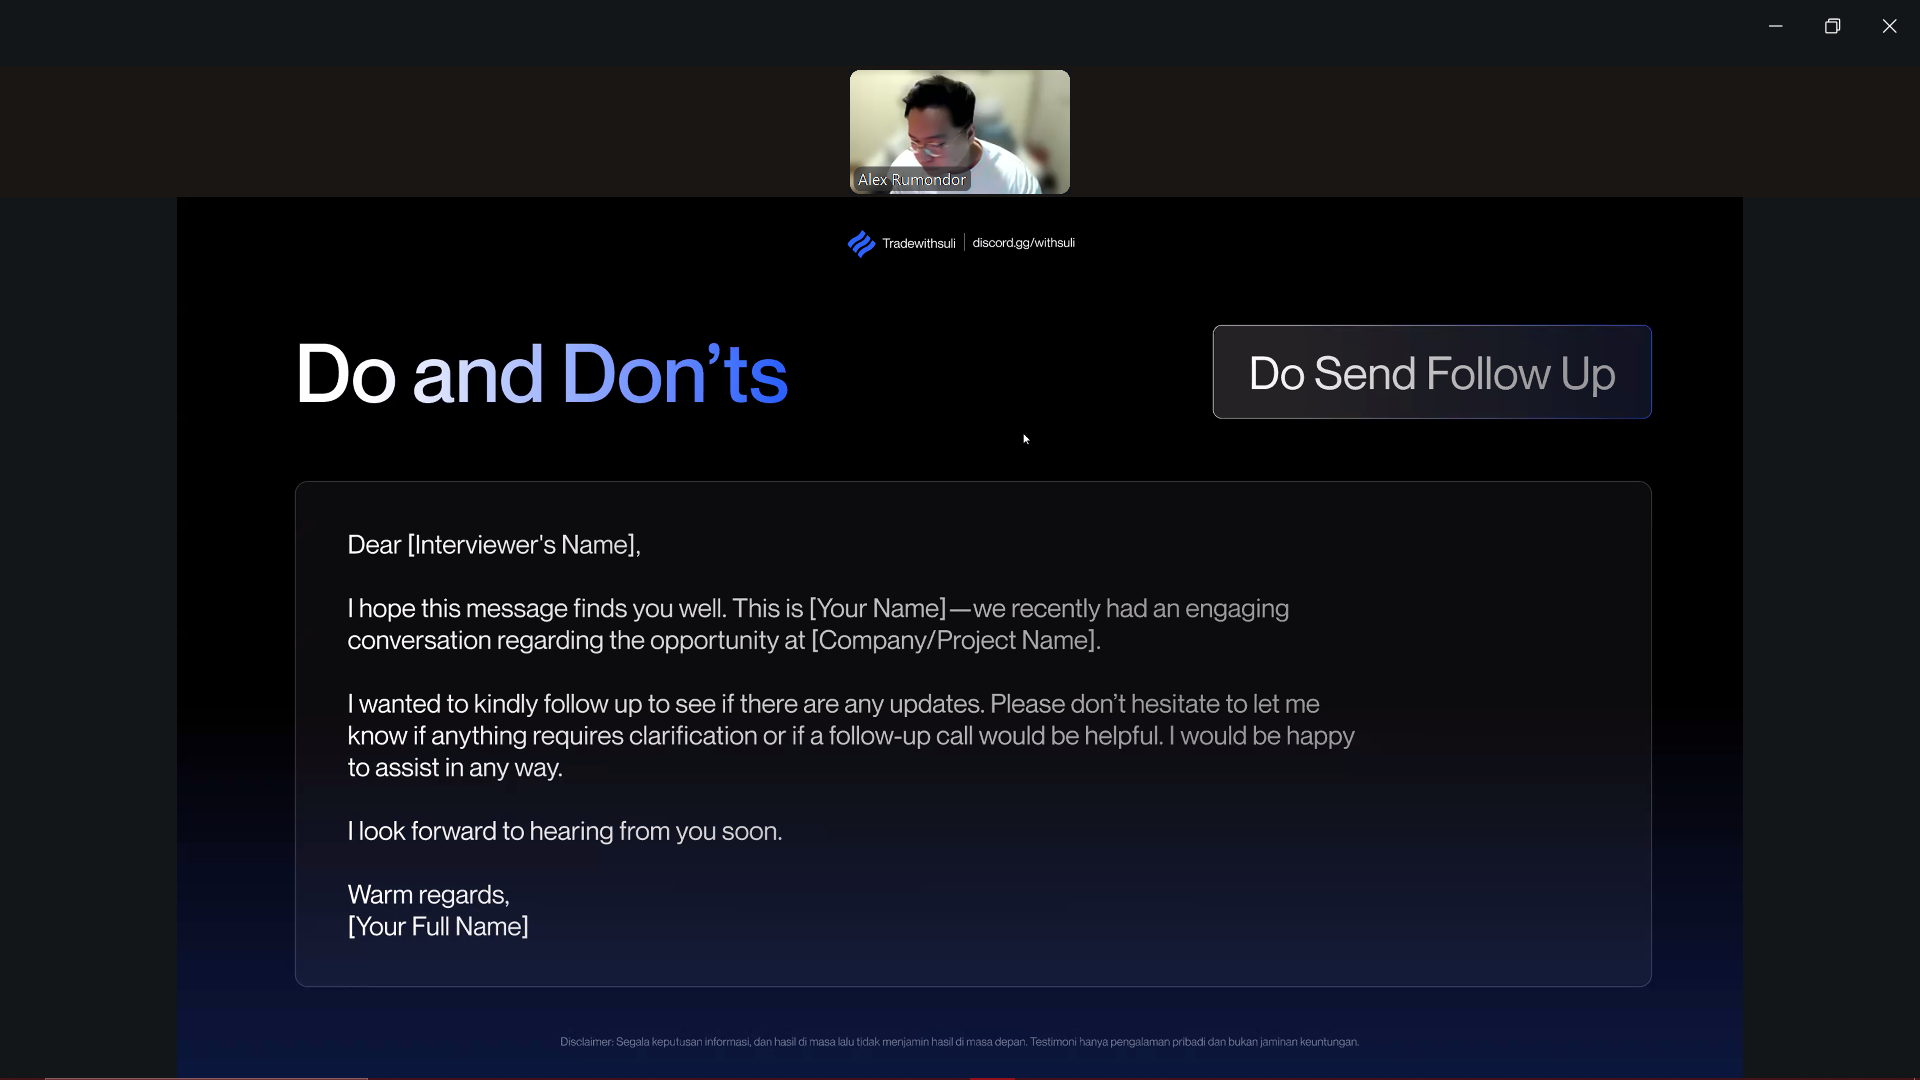 Alex Rumondor
Tradewithsuli | discord.gg/withsuli
Do and Don’ts
Do Send Follow Up
Dear [Interviewer's Name],
I hope this message finds you well. This is [Your Name]—we recently had an engaging
conversation regarding the opportunity at [Company/Project Name].
I wanted to kindly follow up to see if there are any updates. Please don’t hesitate to let me
know if anything requires clarification or if a follow-up call would be helpful. I would be happy
to assist in any way.
I look forward to hearing from you soon.
Warm regards,
[Your Full Name]
Disclaimer: Segala keputusan informasi, dan hasil di masa lalu tidak menjamin hasil di masa depan. Testimoni hanya pengalaman pribadi dan bukan jaminan keuntungan.